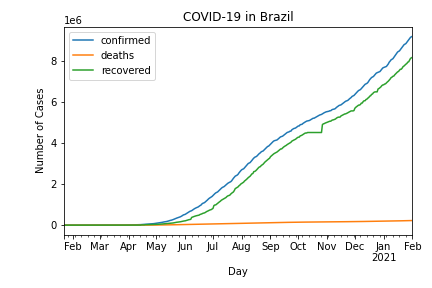 COVID-19 in Brazil
1e6
confirmed
deaths
recovered
8
6
4
2
0
Number of Cases
Feb Mar Apr May Jun Jul Aug Sep Oct Nov Dec Jan Feb
2021
Day